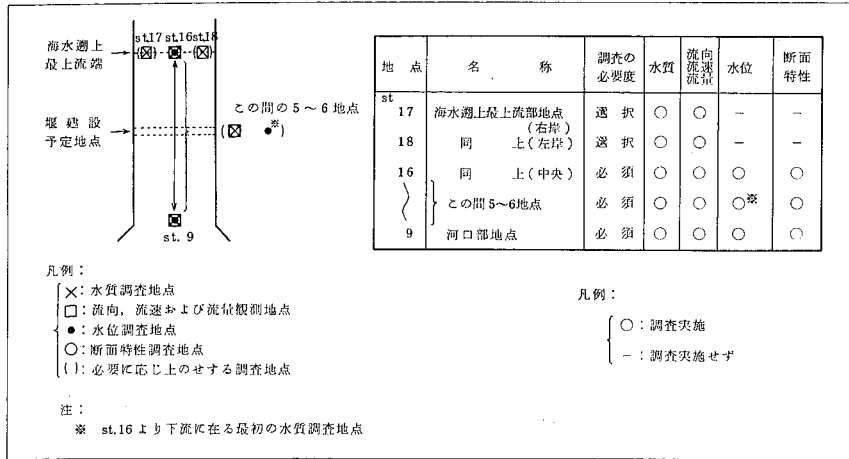 st.17 st.16 st.18
海水遡上
最上流端
この間の5～6地点
※
堰建設
予定地点
st. 9
地点 名称 調査の必要度 水質 流向流速流量 水位 断面特性
st
17 海水遡上最上流部地点(右岸) 選択 ○ ○ － －
18 同上(左岸) 選択 ○ ○ － －
16 同上(中央) 必須 ○ ○ ○ ○
この間5～6地点 必須 ○ ○ ○※ ○
9 河口部地点 必須 ○ ○ ○ ○
凡例：
×：水質調査地点
□：流向，流速および流量観測地点
●：水位調査地点
○：断面特性調査地点
( )：必要に応じ上のせする調査地点
注：
※ st.16より下流に在る最初の水質調査地点
凡例：
○：調査実施
－：調査実施せず